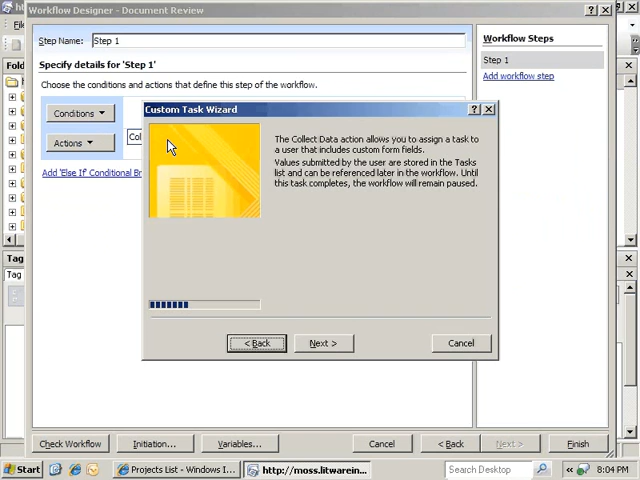 Workflow Designer - Document Review
Step Name: Step 1
Workflow Steps
Step 1
Add workflow step
Specify details for 'Step 1'
Choose the conditions and actions that define this step of the workflow.
Conditions
Actions
Add 'Else If' Conditional Br
Custom Task Wizard
The Collect Data action allows you to assign a task to
a user that includes custom form fields.
Values submitted by the user are stored in the Tasks
list and can be referenced later in the workflow. Until
this task completes, the workflow will remain paused.
< Back
Next >
Cancel
Fold
Tag
Tag
Check Workflow
Initiation...
Variables...
Cancel
< Back
Next >
Finish
Start
Projects List - Windows I...
http://moss.litwarein...
Search Desktop
8:04 PM